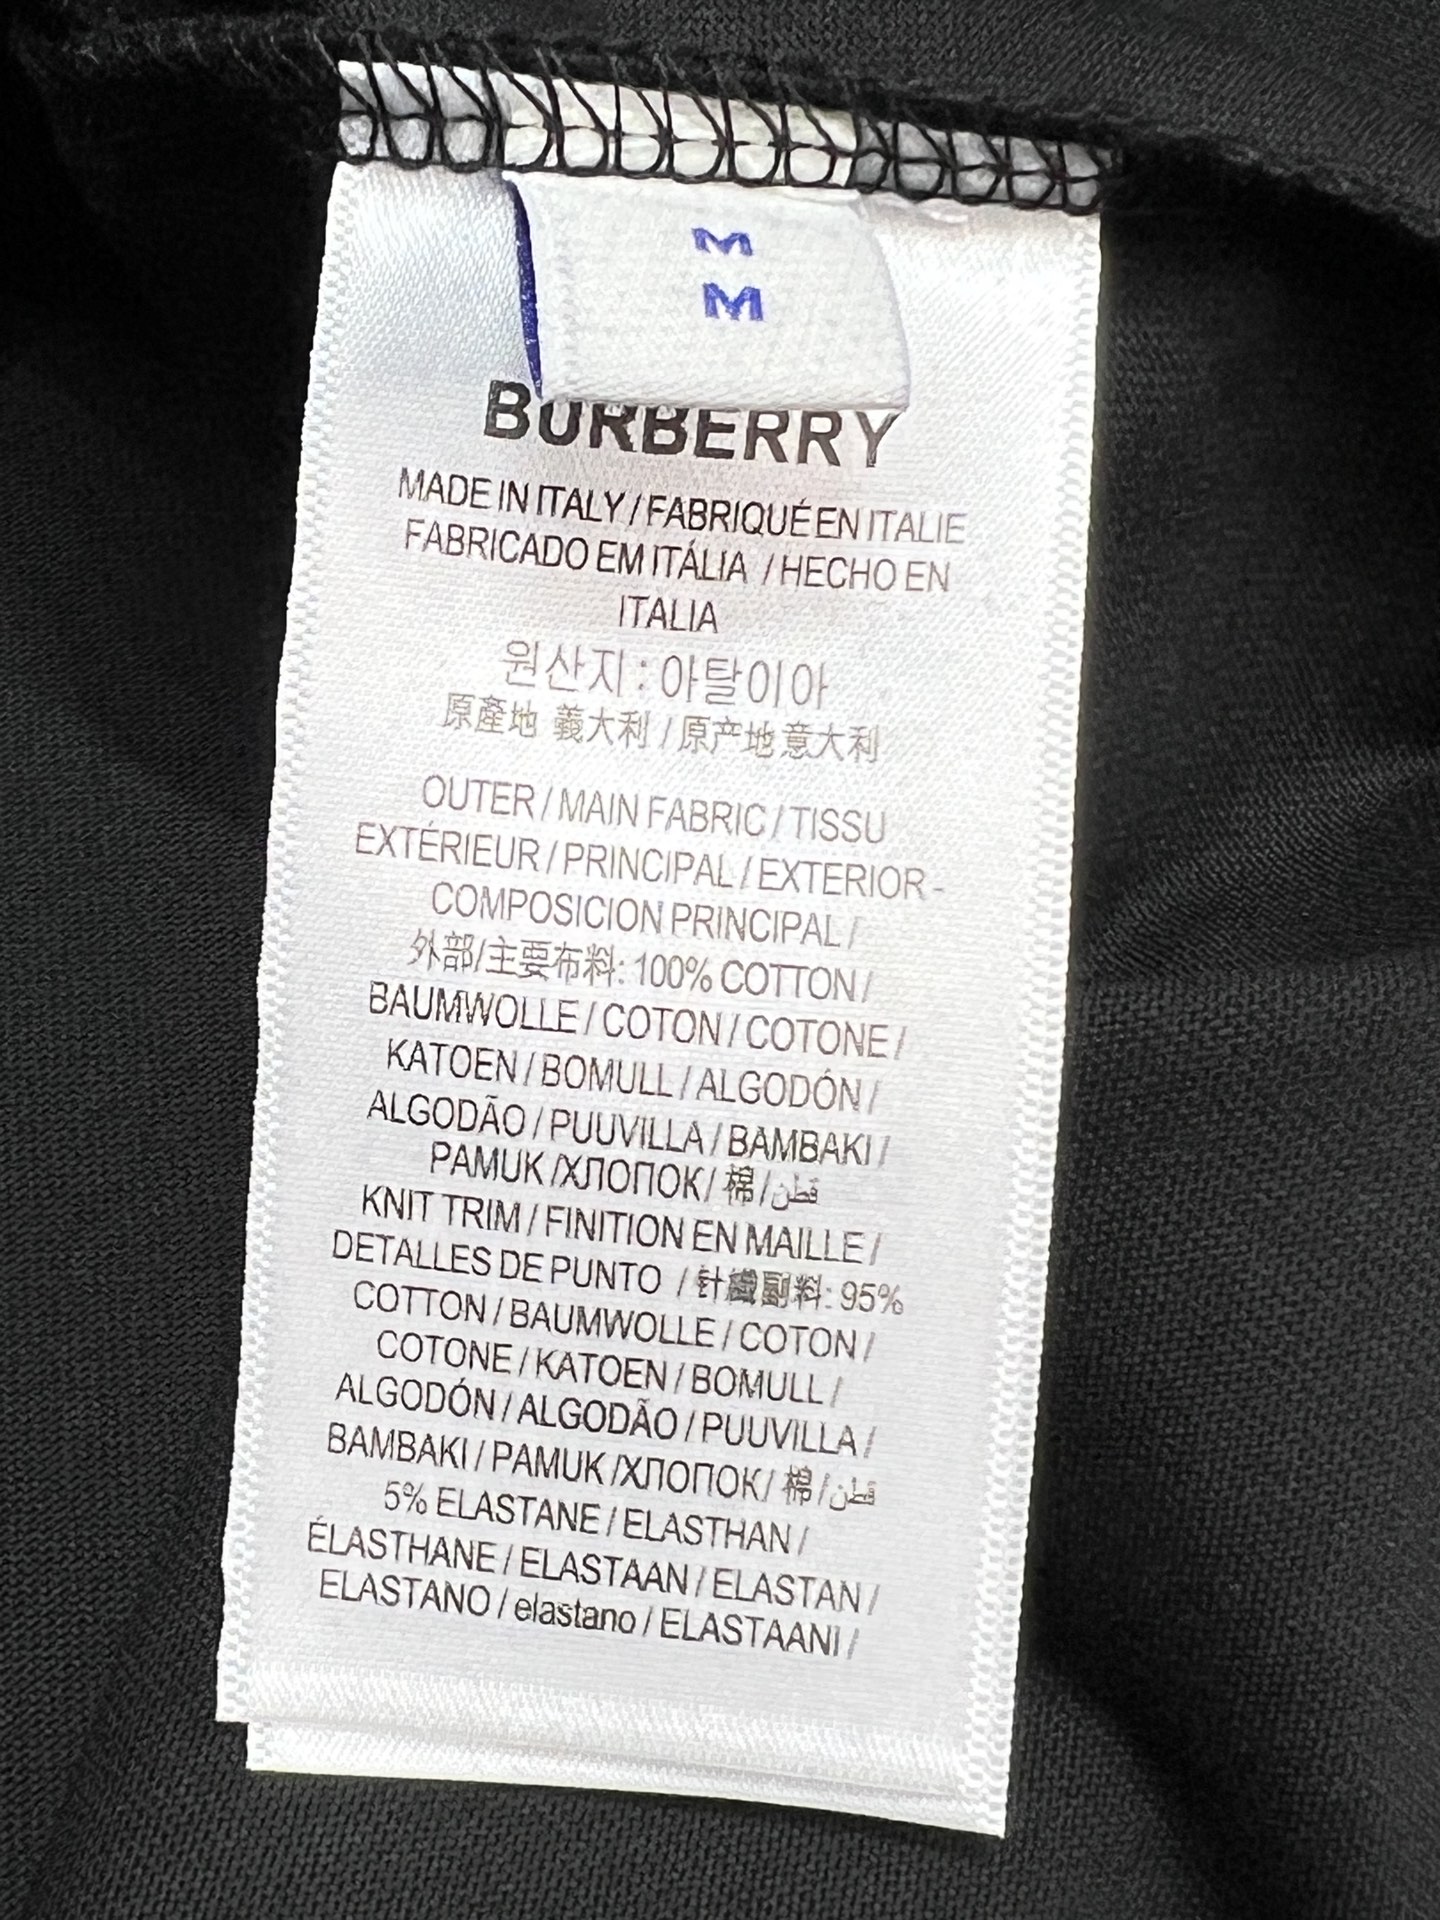 M
M
BURBERRY
MADE IN ITALY / FABRIQUÉ EN ITALIE
FABRICADO EM ITÁLIA / HECHO EN
ITALIA
원산지 : 아탈이아
原產地 義大利 / 原产地 意大利
OUTER / MAIN FABRIC / TISSU
EXTÉRIEUR / PRINCIPAL / EXTERIOR -
COMPOSICION PRINCIPAL /
外部/主要布料: 100% COTTON /
BAUMWOLLE / COTON / COTONE /
KATOEN / BOMULL / ALGODÓN /
ALGODÃO / PUUVILLA / BAMBAKI /
PAMUK /ХЛОПОК/ 棉 / قطن
KNIT TRIM / FINITION EN MAILLE /
DETALLES DE PUNTO / 针織副料: 95%
COTTON / BAUMWOLLE / COTON /
COTONE / KATOEN / BOMULL /
ALGODÓN / ALGODÃO / PUUVILLA /
BAMBAKI / PAMUK /ХЛОПОК/ 棉 / قطن
5% ELASTANE / ELASTHAN /
ÉLASTHANE / ELASTAAN / ELASTAN /
ELASTANO / elastano / ELASTAANI /